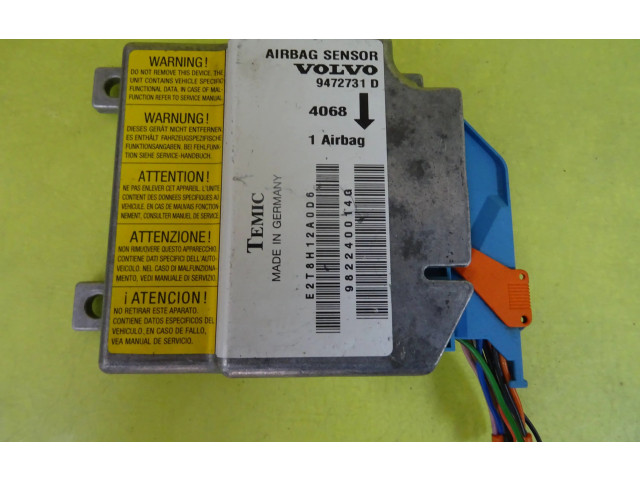 WARNING!
DO NOT REMOVE THIS DEVICE, THE
UNIT CONTAINS VEHICLE SPECIFIC
FUNCTIONAL DATA, IN CASE OF MAL-
FUNCTION REFER TO SERVICE MANUAL
WARNUNG!
DIESES GERÄT NICHT ENTFERNEN
ES ENTHÄLT FAHRZEUGSPEZIFISCHE
FUNKTIONSANGABEN. BEI FEHLFUNK-
TION SIEHE SERVICE-HANDBUCH.
ATTENTION!
NE PAS ENLEVER CET APPAREIL. L'UNITE
CONTIENT DES DONNEES SPECIFIQUES AU
VEHICULE. EN CAS DE MAUVAIS FONCTION-
NEMENT, CONSULTER MANUEL DE SERVICE.
ATTENZIONE!
NON RIMUOVERE QUESTO APPARECCHIO.
CONTIENE DATI SPECIFICI DELL'AUTO-
VEICOLO. NEL CASO DI MALFUNZIONA-
MENTO, VEDI MANUALE DI SERVIZIO.
¡ATENCION!
NO RETIRAR ESTE APARATO.
CONTIENE DATOS ESPECIFICOS DEL
VEHICULO, EN CASO DE FALLO,
VEA MANUAL DE SERVICIO.
AIRBAG SENSOR
VOLVO
9472731 D
4068
1 Airbag
TEMIC
MADE IN GERMANY
E2T8H12A0D6
982240014G